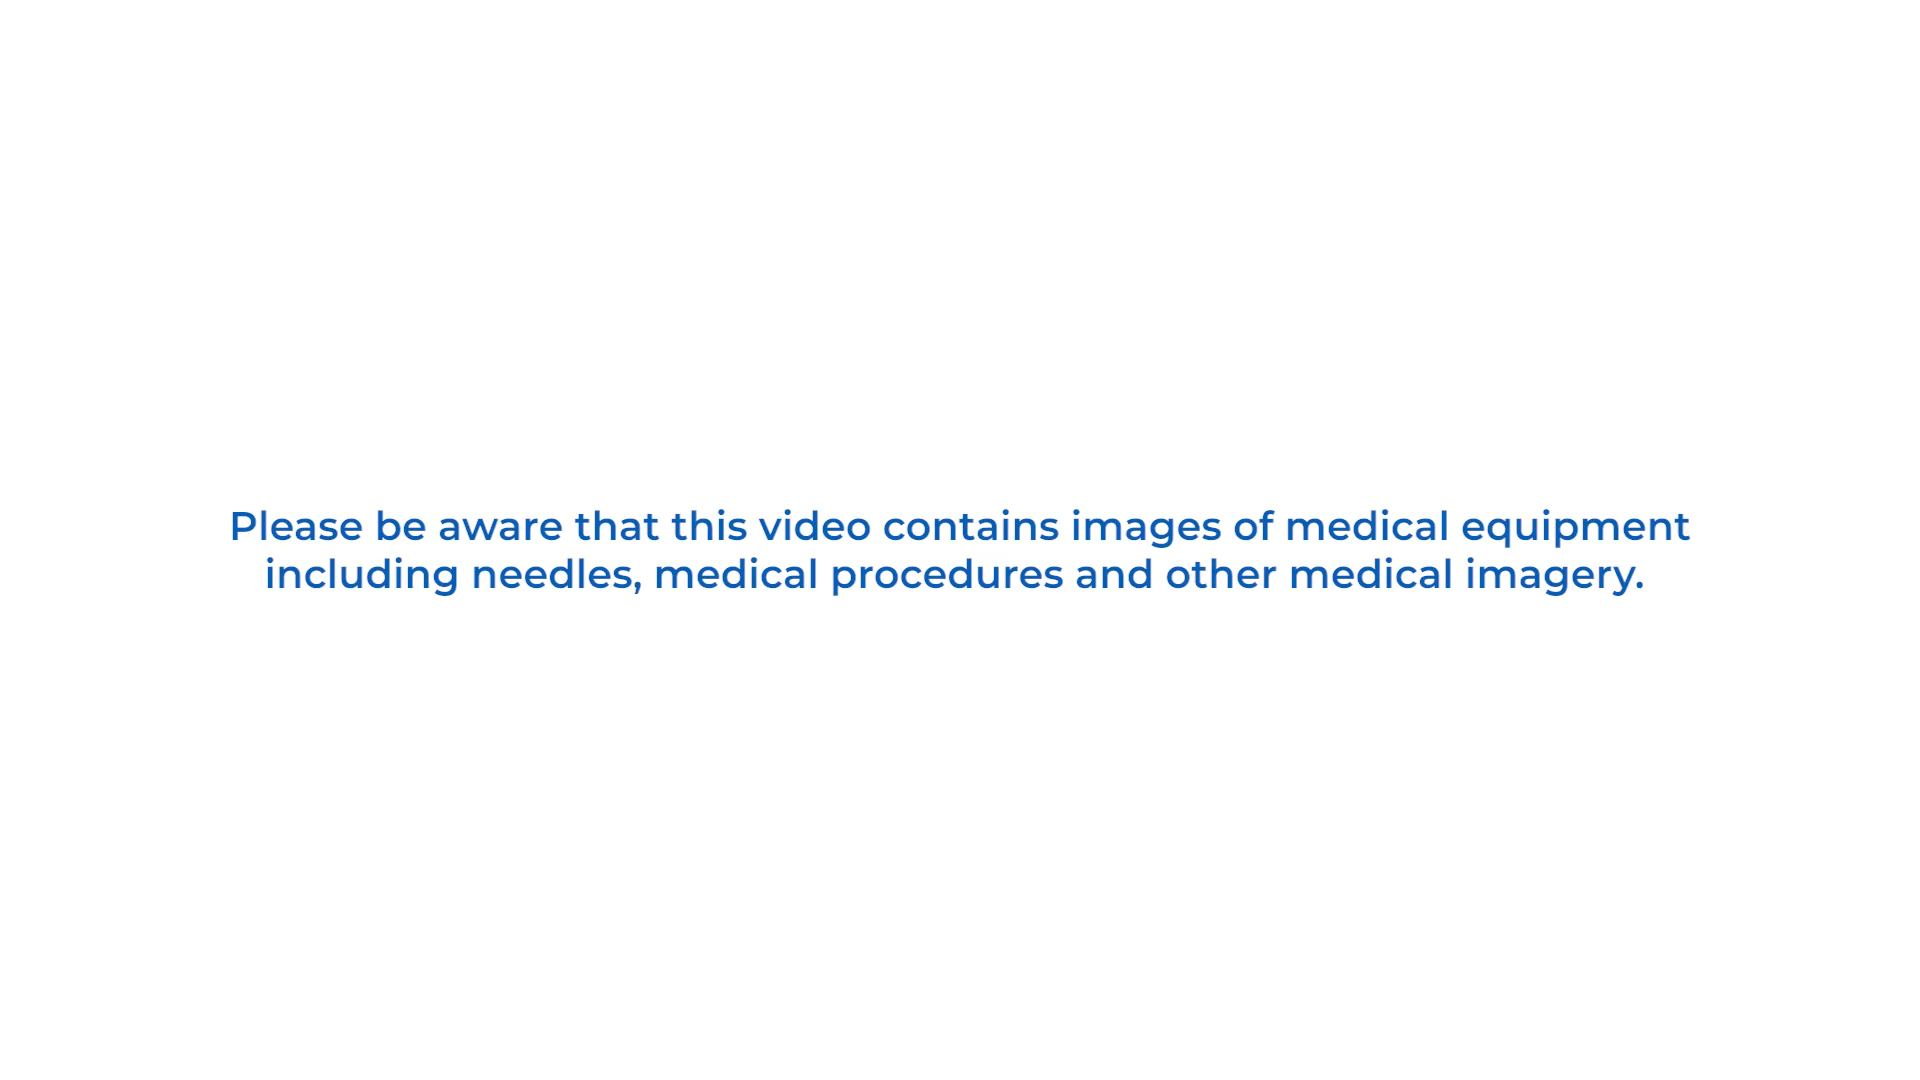 Please be aware that this video contains images of medical equipment
including needles, medical procedures and other medical imagery.